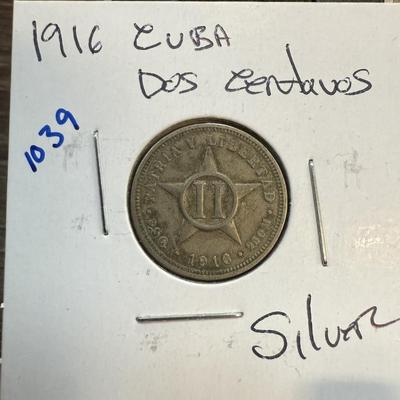 1916 CUBA
Dos Centavos
1039
PATRIA Y LIBERTAD
II
1916
Silver